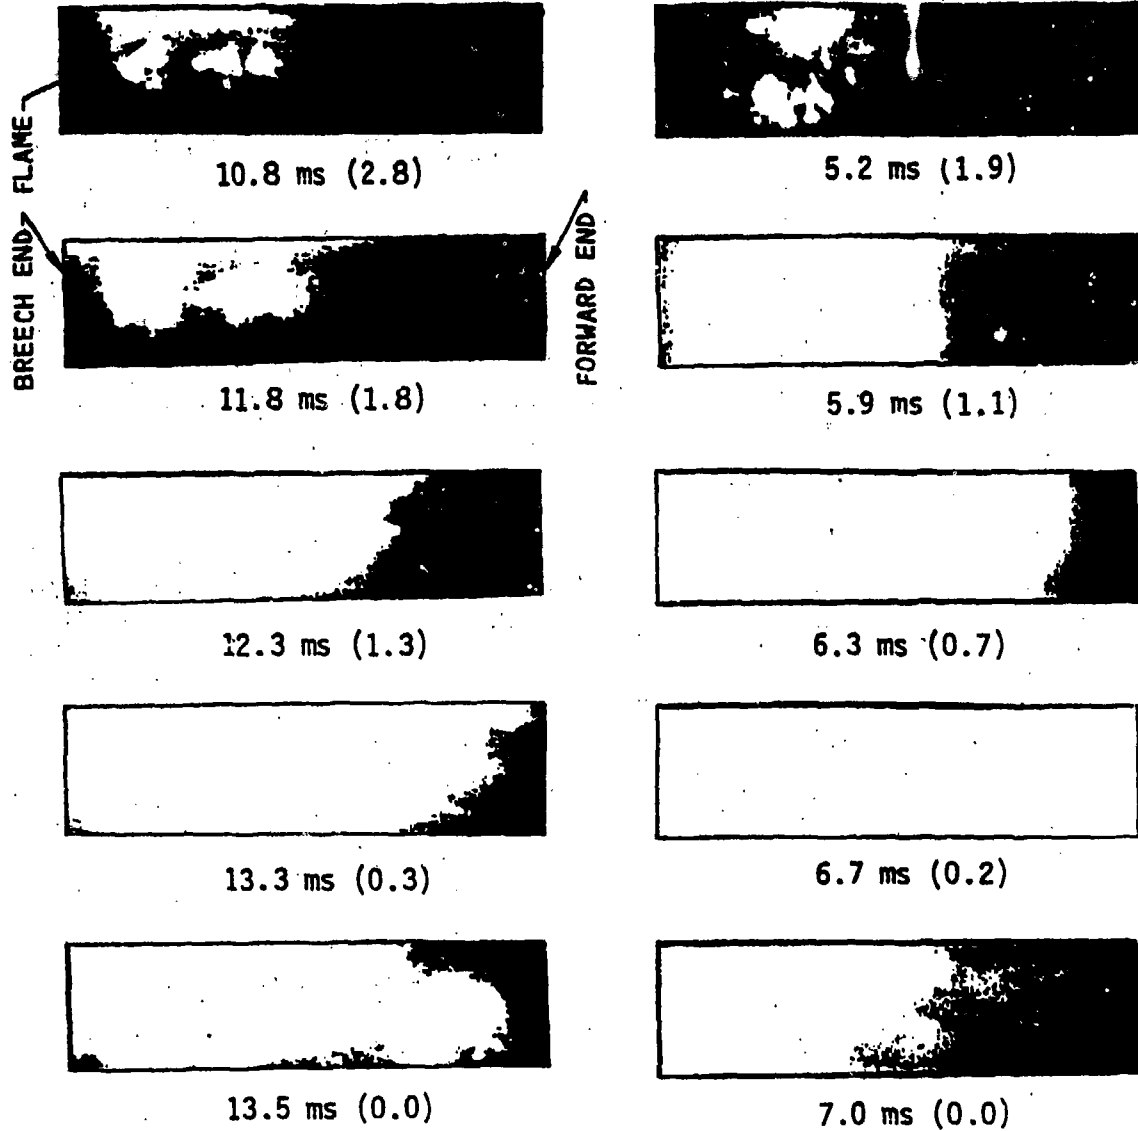 FLAME
10.8 ms (2.8)
5.2 ms (1.9)
BREECH END
FORWARD END
11.8 ms (1.8)
5.9 ms (1.1)
12.3 ms (1.3)
6.3 ms (0.7)
13.3 ms (0.3)
6.7 ms (0.2)
13.5 ms (0.0)
7.0 ms (0.0)